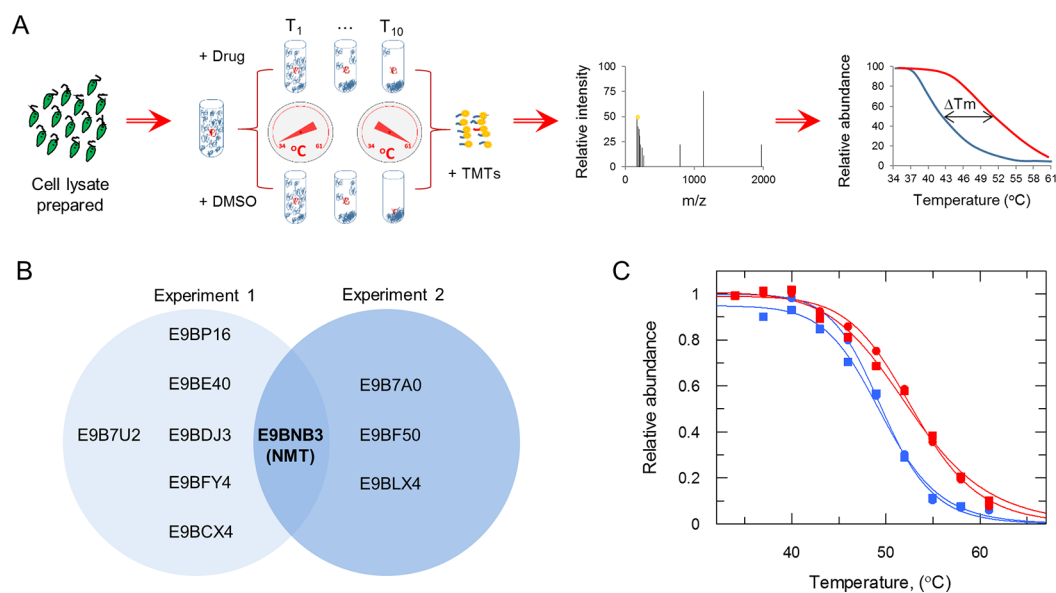 A
T1 … T10
+ Drug
34 61
°C
34 61
°C
Cell lysate
prepared
+ DMSO
+ TMTs
Relative intensity
100
75
50
25
0
0 1000 2000
m/z
Relative abundance
100
80
60
40
20
0
ΔTm
34 37 40 43 46 49 52 55 58 61
Temperature (°C)
B
Experiment 1
Experiment 2
E9BP16
E9BE40
E9B7U2
E9BDJ3
E9BFY4
E9BCX4
E9BNB3
(NMT)
E9B7A0
E9BF50
E9BLX4
C
Relative abundance
1
0.8
0.6
0.4
0.2
0
40 50 60
Temperature, (°C)